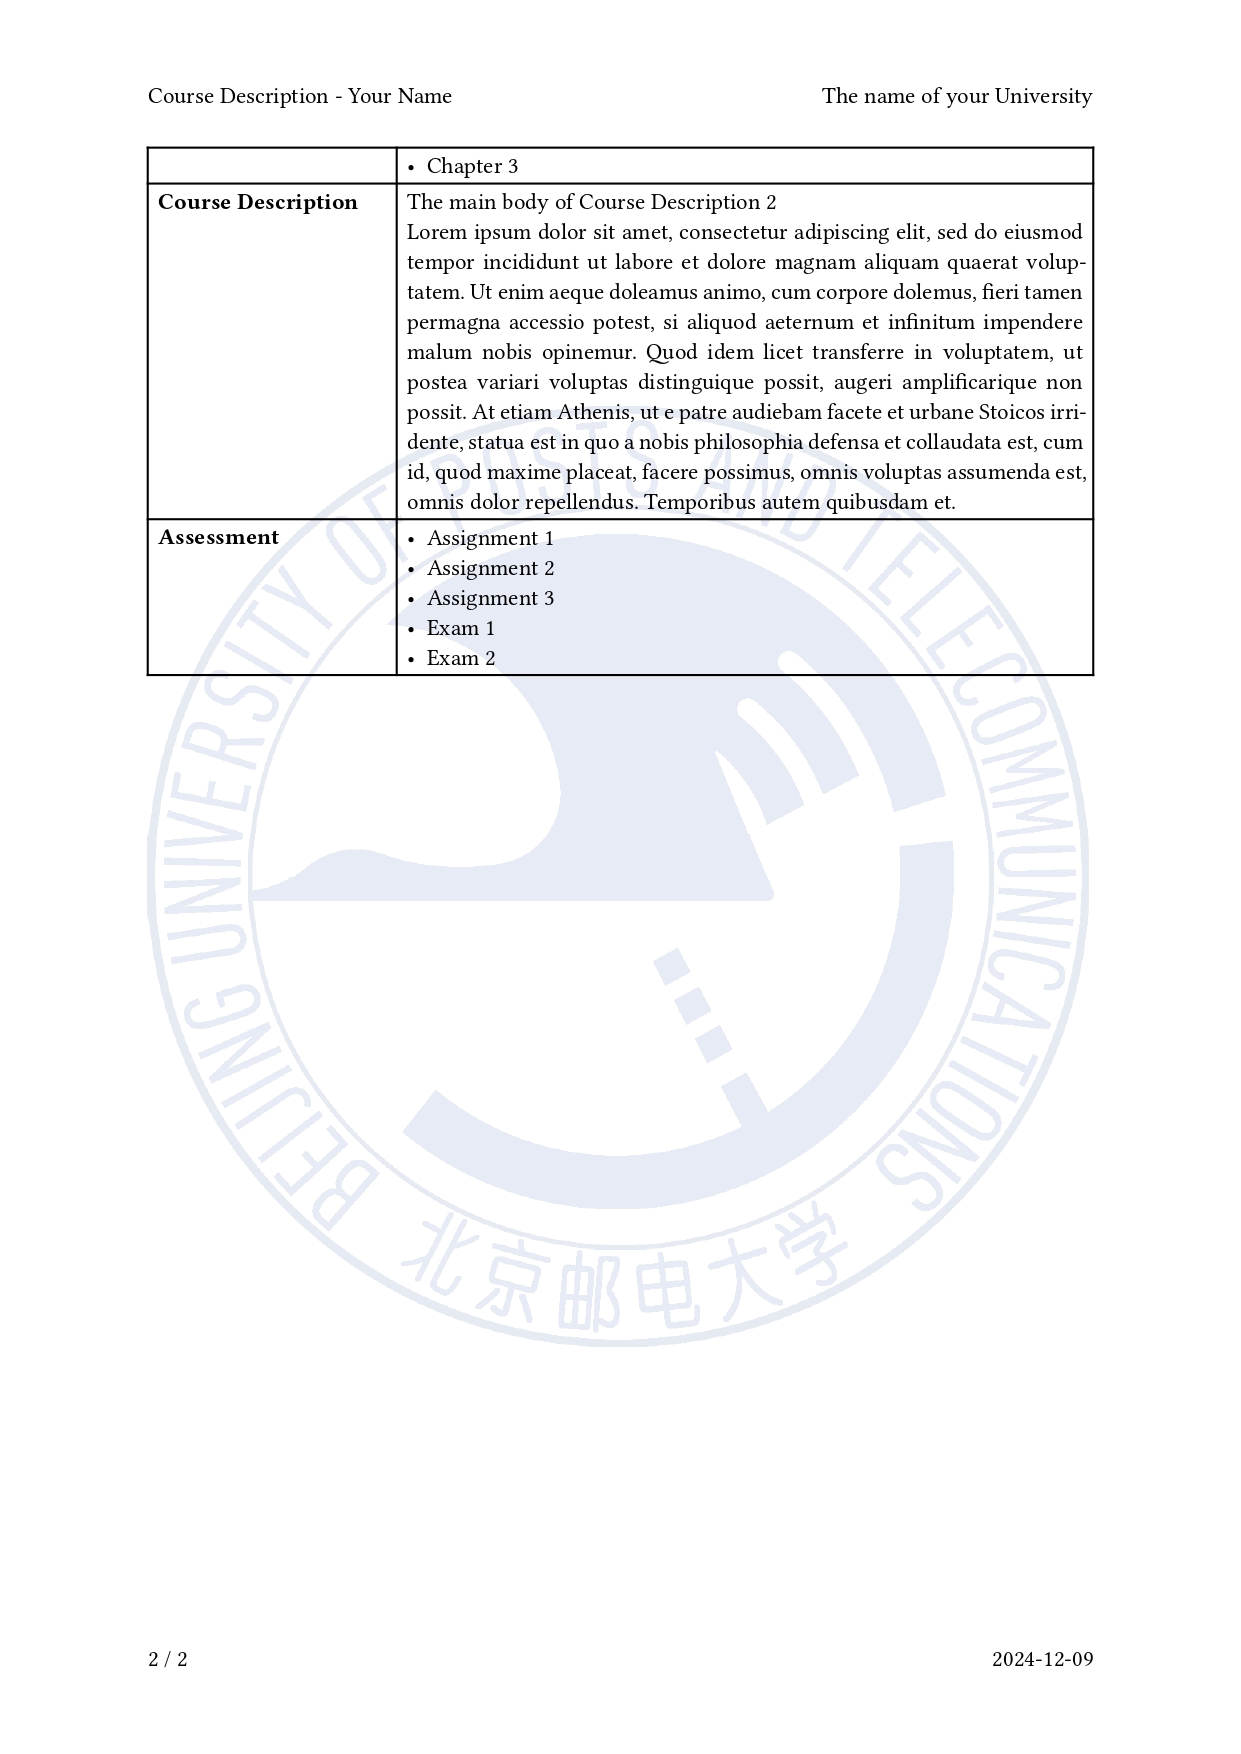 Course Description - Your Name
The name of your University
• Chapter 3
Course Description
The main body of Course Description 2
Lorem ipsum dolor sit amet, consectetur adipiscing elit, sed do eiusmod
tempor incididunt ut labore et dolore magnam aliquam quaerat volup-
tatem. Ut enim aeque doleamus animo, cum corpore dolemus, fieri tamen
permagna accessio potest, si aliquod aeternum et infinitum impendere
malum nobis opinemur. Quod idem licet transferre in voluptatem, ut
postea variari voluptas distinguique possit, augeri amplificarique non
possit. At etiam Athenis, ut e patre audiebam facete et urbane Stoicos irri-
dente, statua est in quo a nobis philosophia defensa et collaudata est, cum
id, quod maxime placeat, facere possimus, omnis voluptas assumenda est,
omnis dolor repellendus. Temporibus autem quibusdam et.
Assessment
• Assignment 1
• Assignment 2
• Assignment 3
• Exam 1
• Exam 2
BEIJING UNIVERSITY OF POSTS AND TELECOMMUNICATIONS
北京邮电大学
2 / 2
2024-12-09